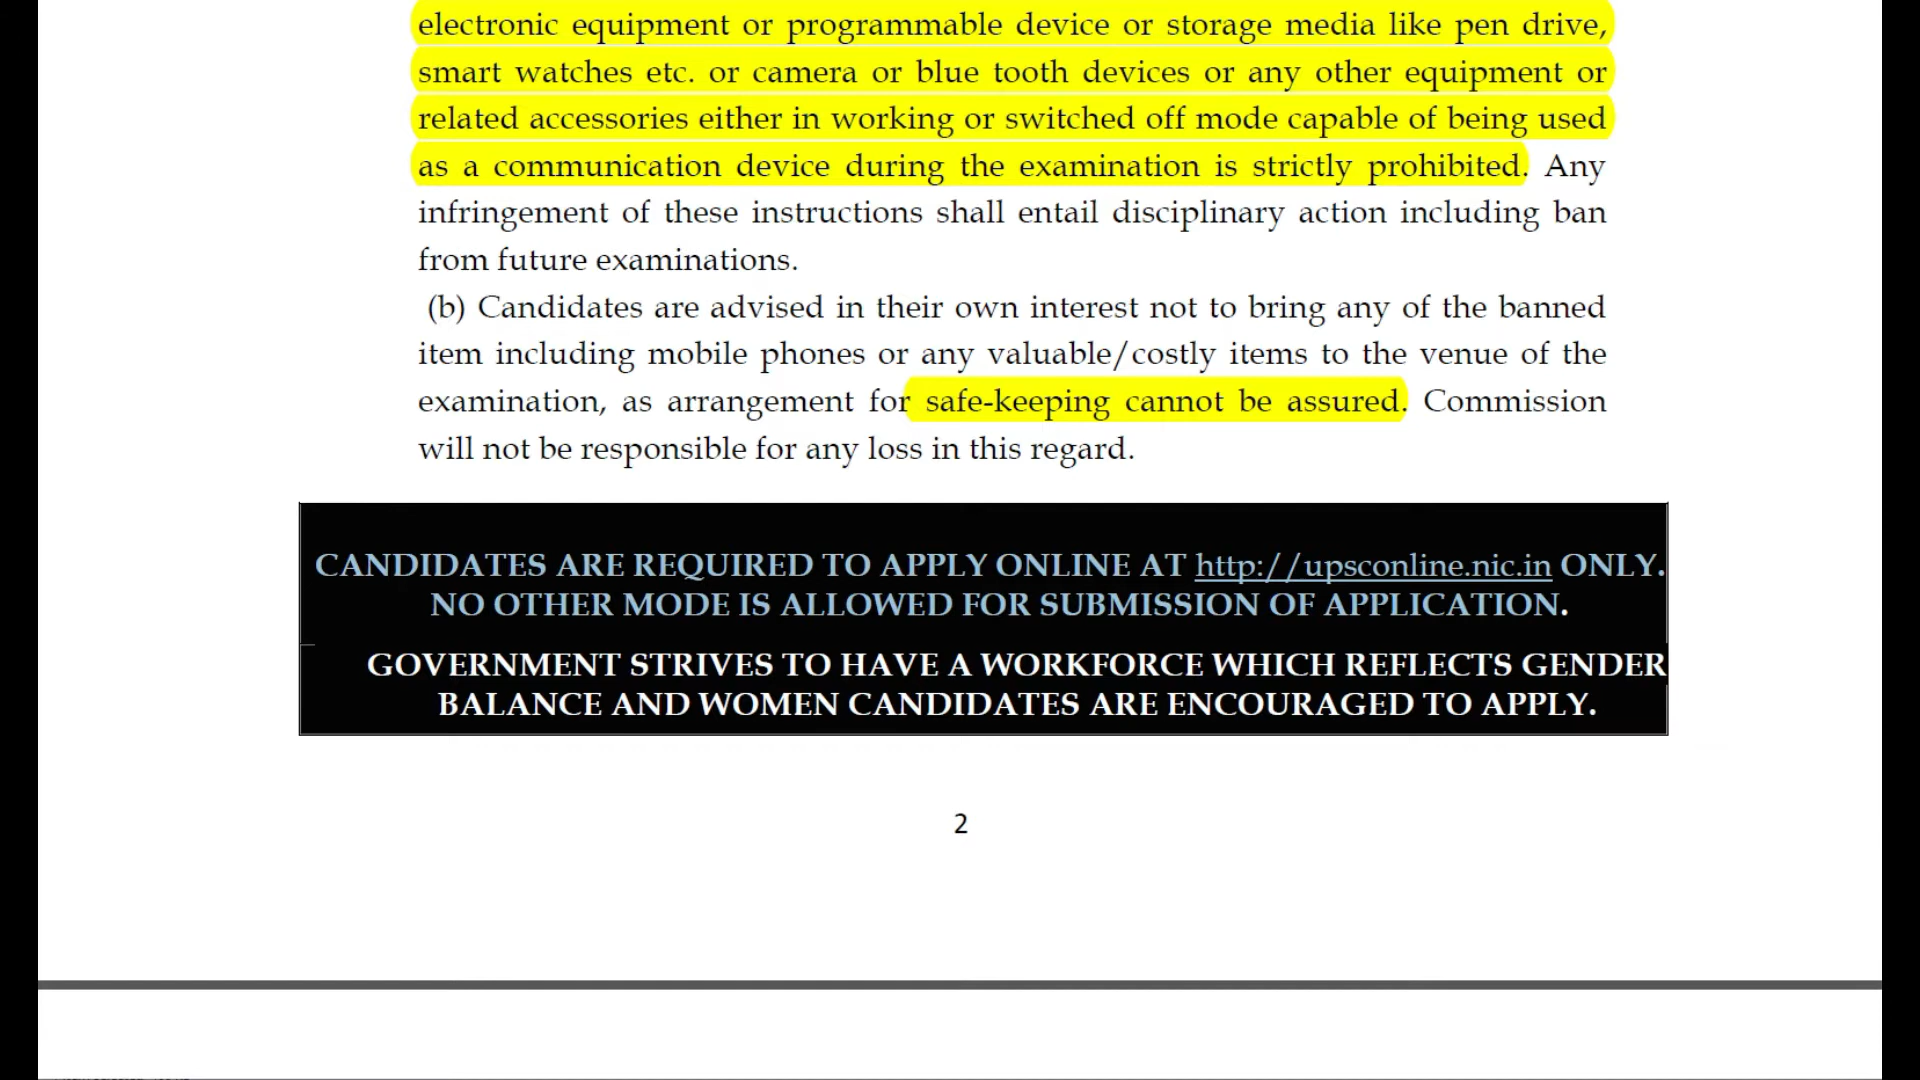 electronic equipment or programmable device or storage media like pen drive,
smart watches etc. or camera or blue tooth devices or any other equipment or
related accessories either in working or switched off mode capable of being used
as a communication device during the examination is strictly prohibited. Any
infringement of these instructions shall entail disciplinary action including ban
from future examinations.
(b) Candidates are advised in their own interest not to bring any of the banned
item including mobile phones or any valuable/costly items to the venue of the
examination, as arrangement for safe-keeping cannot be assured. Commission
will not be responsible for any loss in this regard.
CANDIDATES ARE REQUIRED TO APPLY ONLINE AT http://upsconline.nic.in ONLY.
NO OTHER MODE IS ALLOWED FOR SUBMISSION OF APPLICATION.
GOVERNMENT STRIVES TO HAVE A WORKFORCE WHICH REFLECTS GENDER
BALANCE AND WOMEN CANDIDATES ARE ENCOURAGED TO APPLY.
2